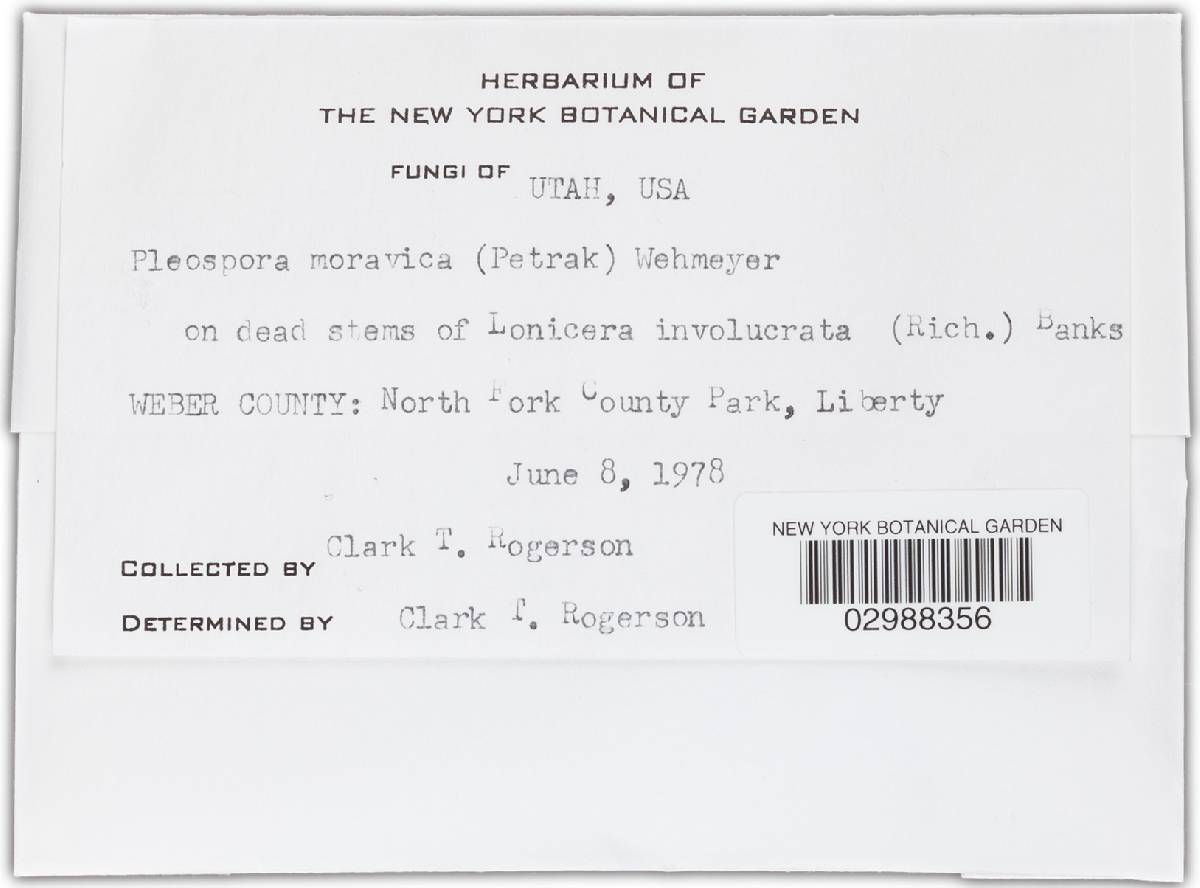 HERBARIUM OF
THE NEW YORK BOTANICAL GARDEN
FUNGI OF UTAH, USA
Pleospora moravica (Petrak) Wehmeyer
on dead stems of Lonicera involucrata (Rich.) Banks
WEBER COUNTY: North Fork County Park, Liberty
June 8, 1978
COLLECTED BY Clark T. Rogerson
DETERMINED BY Clark T. Rogerson
NEW YORK BOTANICAL GARDEN
02988356